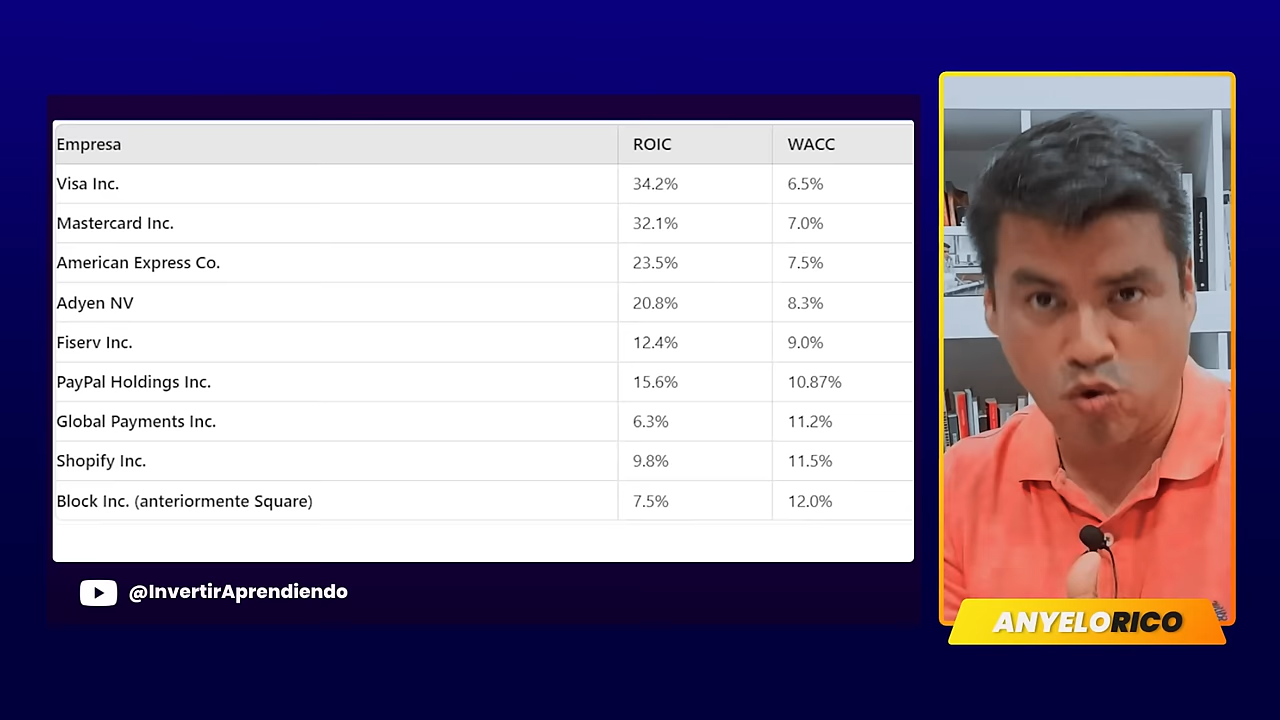 Empresa ROIC WACC
Visa Inc. 34.2% 6.5%
Mastercard Inc. 32.1% 7.0%
American Express Co. 23.5% 7.5%
Adyen NV 20.8% 8.3%
Fiserv Inc. 12.4% 9.0%
PayPal Holdings Inc. 15.6% 10.87%
Global Payments Inc. 6.3% 11.2%
Shopify Inc. 9.8% 11.5%
Block Inc. (anteriormente Square) 7.5% 12.0%
@InvertirAprendiendo
ANYELORICO